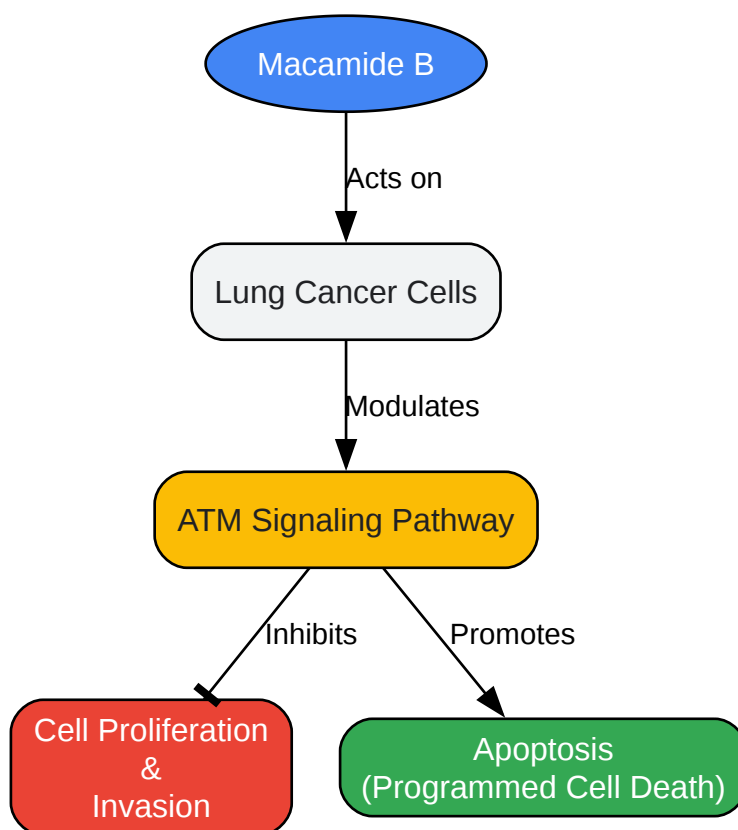 Macamide B
Acts on
Lung Cancer Cells
Modulates
ATM Signaling Pathway
Inhibits
Promotes
Cell Proliferation
&
Invasion
Apoptosis
(Programmed Cell Death)